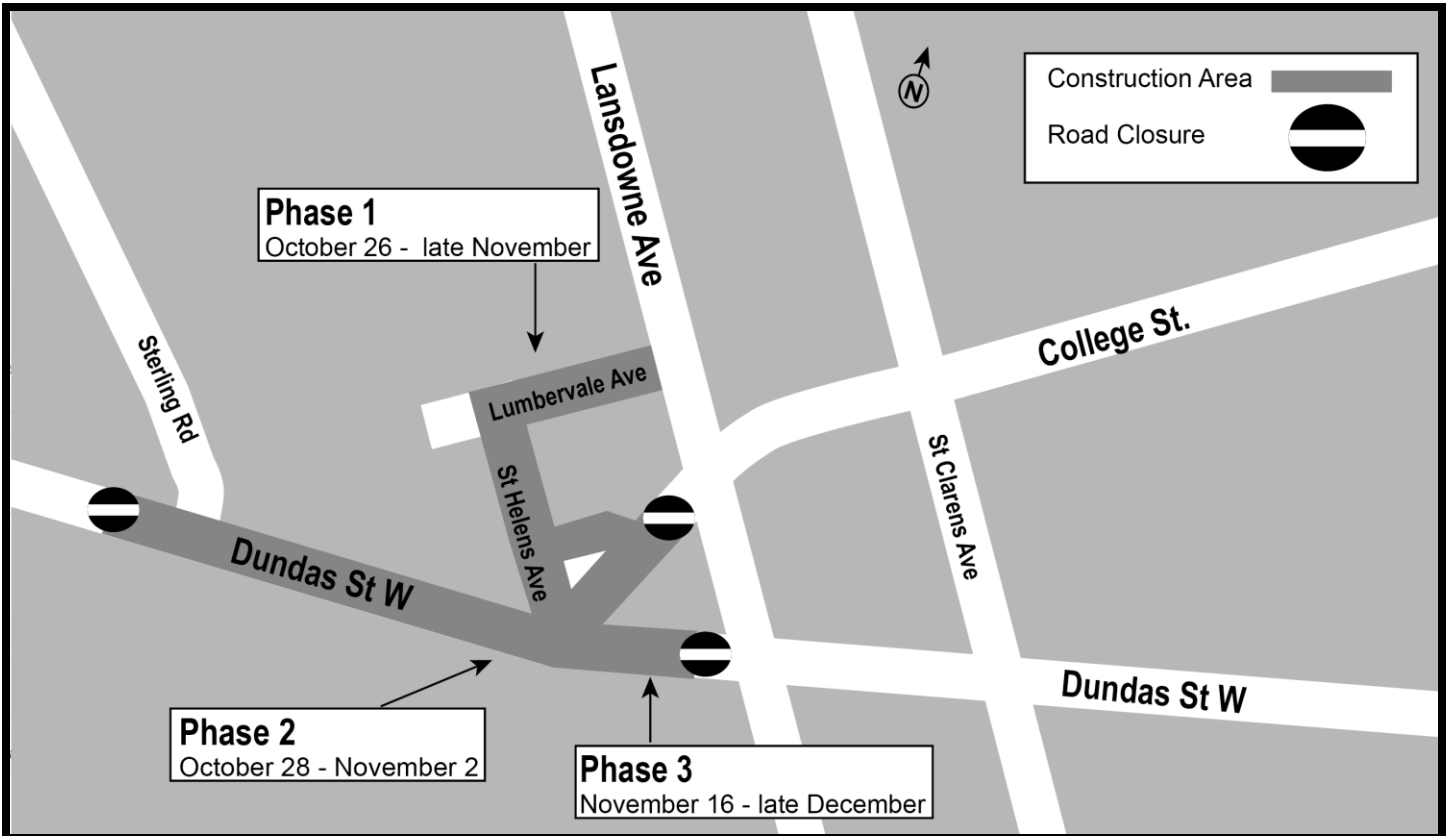 Construction Area
Road Closure
N
Lansdowne Ave
Phase 1
October 26 - late November
College St.
Sterling Rd
Lumbervale Ave
St Helens Ave
St Clarens Ave
Dundas St W
Dundas St W
Phase 2
October 28 - November 2
Phase 3
November 16 - late December